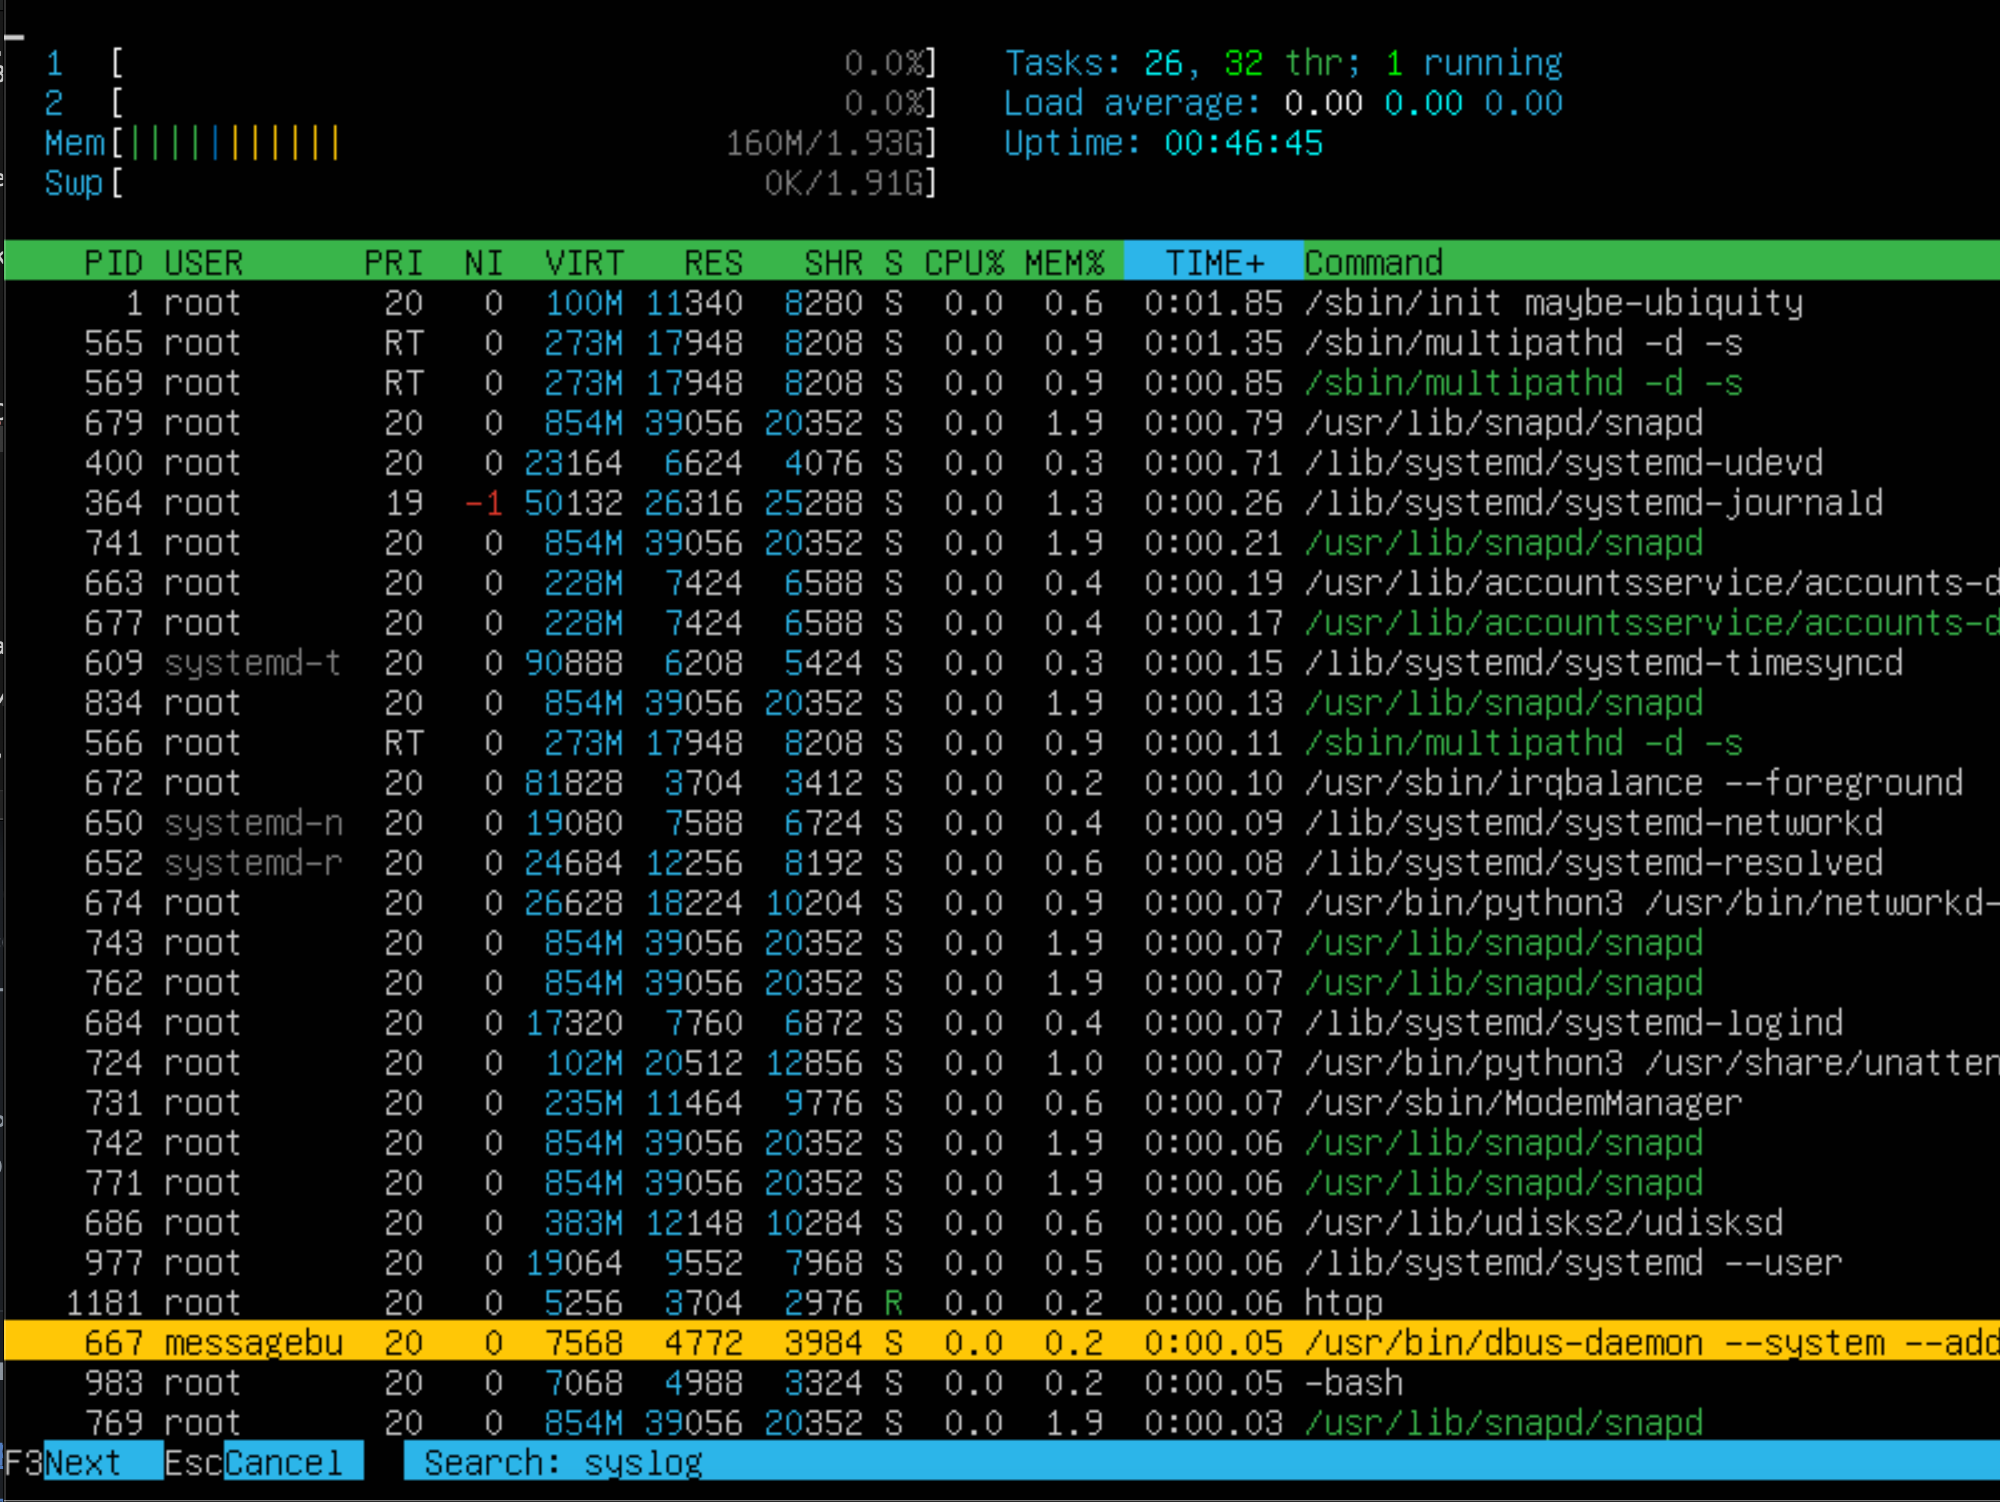 1 [ 0.0%] Tasks: 26, 32 thr; 1 running
2 [ 0.0%] Load average: 0.00 0.00 0.00
Mem[||||||||||| 160M/1.93G] Uptime: 00:46:45
Swp[ 0K/1.91G]
PID USER PRI NI VIRT RES SHR S CPU% MEM% TIME+ Command
1 root 20 0 100M 11340 8280 S 0.0 0.6 0:01.85 /sbin/init maybe-ubiquity
565 root RT 0 273M 17948 8208 S 0.0 0.9 0:01.35 /sbin/multipathd -d -s
569 root RT 0 273M 17948 8208 S 0.0 0.9 0:00.85 /sbin/multipathd -d -s
679 root 20 0 854M 39056 20352 S 0.0 1.9 0:00.79 /usr/lib/snapd/snapd
400 root 20 0 23164 6624 4076 S 0.0 0.3 0:00.71 /lib/systemd/systemd-udevd
364 root 19 -1 50132 26316 25288 S 0.0 1.3 0:00.26 /lib/systemd/systemd-journald
741 root 20 0 854M 39056 20352 S 0.0 1.9 0:00.21 /usr/lib/snapd/snapd
663 root 20 0 228M 7424 6588 S 0.0 0.4 0:00.19 /usr/lib/accountsservice/accounts-d
677 root 20 0 228M 7424 6588 S 0.0 0.4 0:00.17 /usr/lib/accountsservice/accounts-d
609 systemd-t 20 0 90888 6208 5424 S 0.0 0.3 0:00.15 /lib/systemd/systemd-timesyncd
834 root 20 0 854M 39056 20352 S 0.0 1.9 0:00.13 /usr/lib/snapd/snapd
566 root RT 0 273M 17948 8208 S 0.0 0.9 0:00.11 /sbin/multipathd -d -s
672 root 20 0 81828 3704 3412 S 0.0 0.2 0:00.10 /usr/sbin/irqbalance --foreground
650 systemd-n 20 0 19080 7588 6724 S 0.0 0.4 0:00.09 /lib/systemd/systemd-networkd
652 systemd-r 20 0 24684 12256 8192 S 0.0 0.6 0:00.08 /lib/systemd/systemd-resolved
674 root 20 0 26628 18224 10204 S 0.0 0.9 0:00.07 /usr/bin/python3 /usr/bin/networkd-
743 root 20 0 854M 39056 20352 S 0.0 1.9 0:00.07 /usr/lib/snapd/snapd
762 root 20 0 854M 39056 20352 S 0.0 1.9 0:00.07 /usr/lib/snapd/snapd
684 root 20 0 17320 7760 6872 S 0.0 0.4 0:00.07 /lib/systemd/systemd-logind
724 root 20 0 102M 20512 12856 S 0.0 1.0 0:00.07 /usr/bin/python3 /usr/share/unatten
731 root 20 0 235M 11464 9776 S 0.0 0.6 0:00.07 /usr/sbin/ModemManager
742 root 20 0 854M 39056 20352 S 0.0 1.9 0:00.06 /usr/lib/snapd/snapd
771 root 20 0 854M 39056 20352 S 0.0 1.9 0:00.06 /usr/lib/snapd/snapd
686 root 20 0 383M 12148 10284 S 0.0 0.6 0:00.06 /usr/lib/udisks2/udisksd
977 root 20 0 19064 9552 7968 S 0.0 0.5 0:00.06 /lib/systemd/systemd --user
1181 root 20 0 5256 3704 2976 R 0.0 0.2 0:00.06 htop
667 messagebu 20 0 7568 4772 3984 S 0.0 0.2 0:00.05 /usr/bin/dbus-daemon --system --add
983 root 20 0 7068 4988 3324 S 0.0 0.2 0:00.05 -bash
769 root 20 0 854M 39056 20352 S 0.0 1.9 0:00.03 /usr/lib/snapd/snapd
F3Next EscCancel Search: syslog